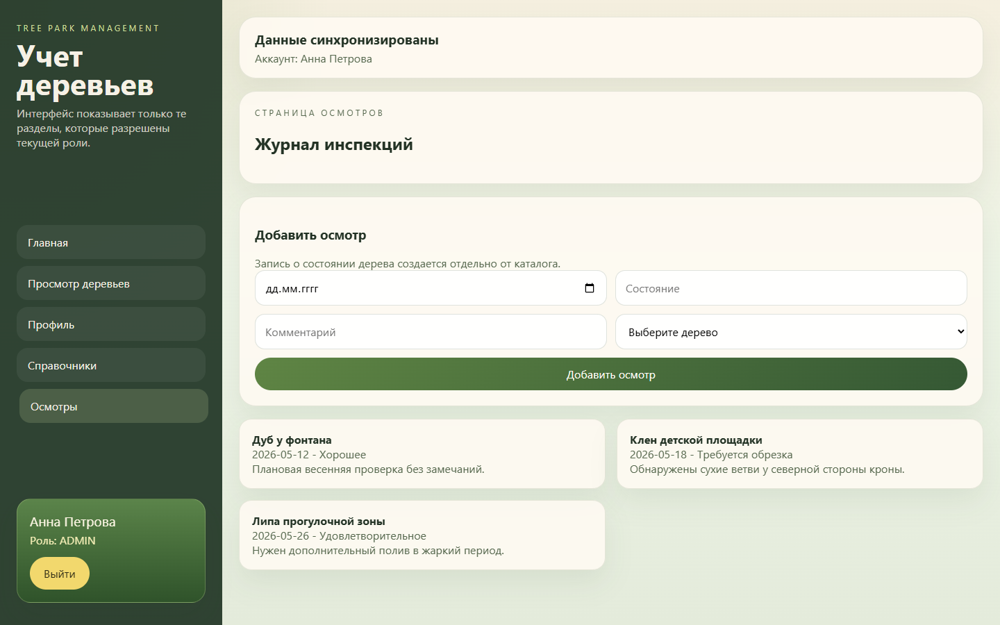 TREE PARK MANAGEMENT
Учет
деревьев
Интерфейс показывает только те
разделы, которые разрешены
текущей роли.
Главная
Просмотр деревьев
Профиль
Справочники
Осмотры
Анна Петрова
Роль: ADMIN
Выйти
Данные синхронизированы
Аккаунт: Анна Петрова
СТРАНИЦА ОСМОТРОВ
Журнал инспекций
Добавить осмотр
Запись о состоянии дерева создается отдельно от каталога.
дд.мм.гггг
Состояние
Комментарий
Выберите дерево
Добавить осмотр
Дуб у фонтана
2026-05-12 - Хорошее
Плановая весенняя проверка без замечаний.
Клен детской площадки
2026-05-18 - Требуется обрезка
Обнаружены сухие ветви у северной стороны кроны.
Липа прогулочной зоны
2026-05-26 - Удовлетворительное
Нужен дополнительный полив в жаркий период.